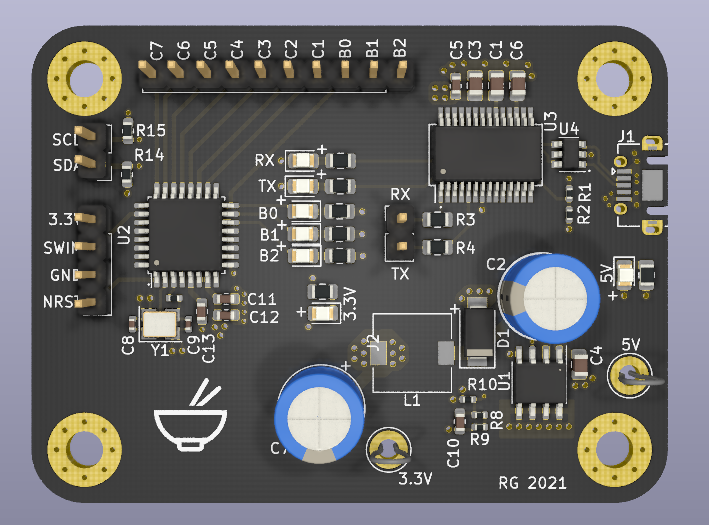 C7 C6 C5 C4 C3 C2 C1 B0 B1 B2
C5 C3 C1 C6
U3
U4
J1
SCL
SDA
R15
R14
RX
TX
B0
B1
B2
+
+
+
RX
TX
R3
R4
R1
R2
U2
3.3V
SWIM
GND
NRST
C11
C12
C8
Y1
C9
C13
3.3V
+
C2
5V
+
J2
L1
+
D1
U1
C4
5V
R10
R8
R9
C10
C7
+
3.3V
RG 2021